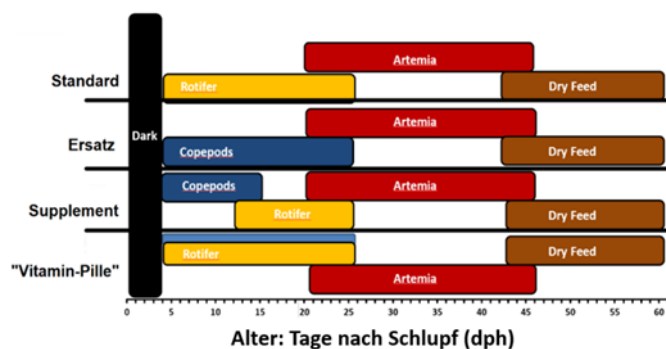 Artemia
Standard
Rotifer
Dry Feed
Dark
Artemia
Ersatz
Copepods
Dry Feed
Copepods
Artemia
Supplement
Rotifer
Dry Feed
Rotifer
Dry Feed
"Vitamin-Pille"
Artemia
0 5 10 15 20 25 30 35 40 45 50 55 60
Alter: Tage nach Schlupf (dph)